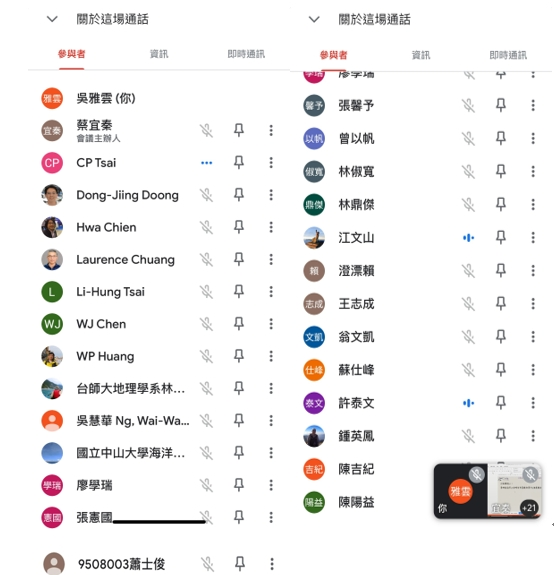 關於這場通話
參與者 資訊 即時通訊
雅雲 吳雅雲 (你)
宜秦 蔡宜秦
會議主辦人
CP CP Tsai
Dong-Jiing Doong
Hwa Chien
Laurence Chuang
L Li-Hung Tsai
WJ WJ Chen
WP Huang
台師大地理學系林...
吳慧華 Ng, Wai-Wa...
國立中山大學海洋...
學瑞 廖學瑞
憲國 張憲國
9508003蕭士俊
關於這場通話
參與者 資訊 即時通訊
學瑞 廖學瑞
馨予 張馨予
以帆 曾以帆
俶寬 林俶寬
鼎傑 林鼎傑
江文山
賴 澄漂賴
志成 王志成
文凱 翁文凱
仕峰 蘇仕峰
泰文 許泰文
鍾英鳳
吉紀 陳吉紀
陽益 陳陽益
雅雲
你
+21